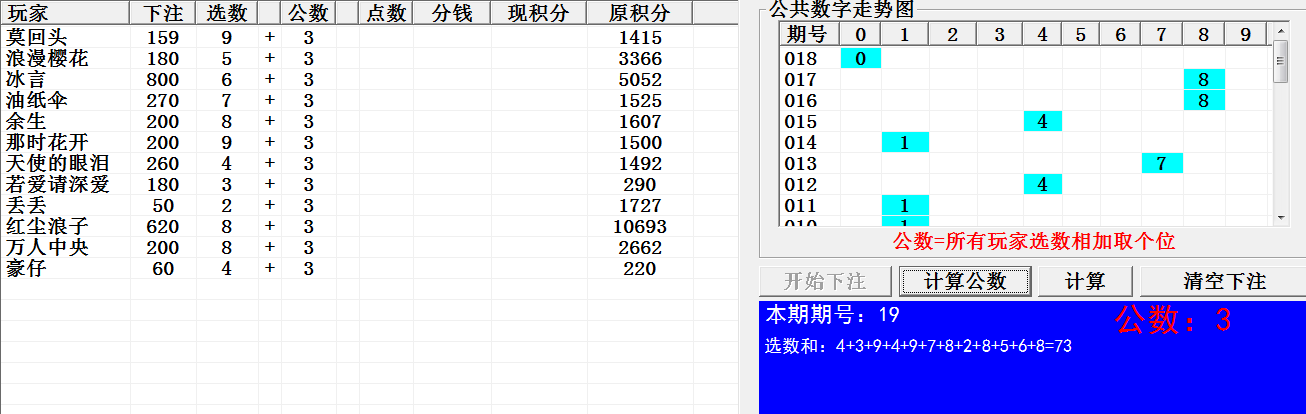 玩家 下注 选数 公数 点数 分钱 现积分 原积分
莫回头 159 9 + 3 1415
浪漫樱花 180 5 + 3 3366
冰言 800 6 + 3 5052
油纸伞 270 7 + 3 1525
余生 200 8 + 3 1607
那时花开 200 9 + 3 1500
天使的眼泪 260 4 + 3 1492
若爱请深爱 180 3 + 3 290
丢丢 50 2 + 3 1727
红尘浪子 620 8 + 3 10693
万人中央 200 8 + 3 2662
豪仔 60 4 + 3 220
公共数字走势图
期号 0 1 2 3 4 5 6 7 8 9
018 0
017 8
016 8
015 4
014 1
013 7
012 4
011 1
010 1
公数=所有玩家选数相加取个位
开始下注 计算公数 计算 清空下注
本期期号：19 公数：3
选数和：4+3+9+4+9+7+8+2+8+5+6+8=73